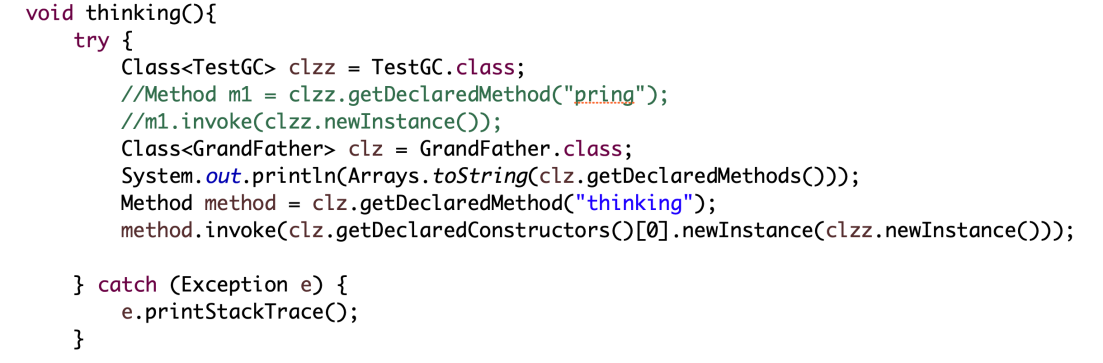 void thinking(){
try {
Class<TestGC> clzz = TestGC.class;
//Method m1 = clzz.getDeclaredMethod("pring");
//m1.invoke(clzz.newInstance());
Class<GrandFather> clz = GrandFather.class;
System.out.println(Arrays.toString(clz.getDeclaredMethods()));
Method method = clz.getDeclaredMethod("thinking");
method.invoke(clz.getDeclaredConstructors()[0].newInstance(clzz.newInstance()));
} catch (Exception e) {
e.printStackTrace();
}